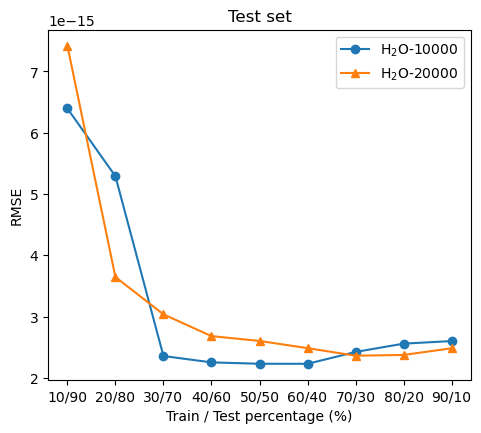 Test set
1e−15
H₂O-10000
H₂O-20000
7
6
5
4
3
2
RMSE
10/90 20/80 30/70 40/60 50/50 60/40 70/30 80/20 90/10
Train / Test percentage (%)